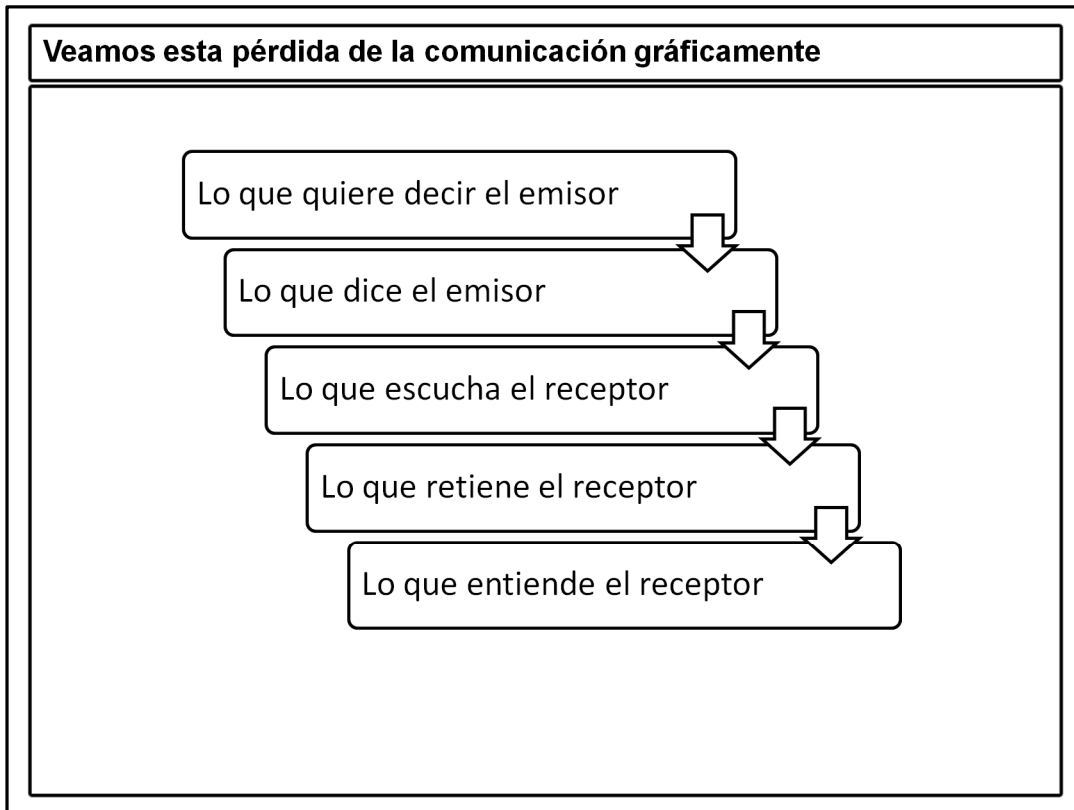 Veamos esta pérdida de la comunicación gráficamente
Lo que quiere decir el emisor
Lo que dice el emisor
Lo que escucha el receptor
Lo que retiene el receptor
Lo que entiende el receptor